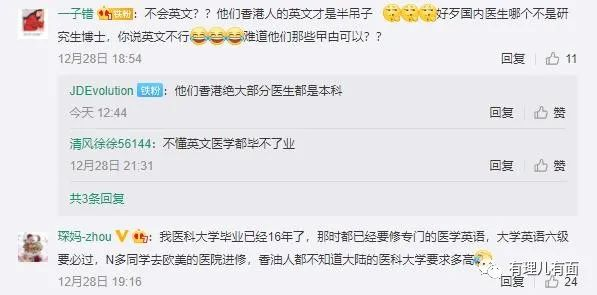 一子错 铁粉 ：不会英文？？他们香港人的英文才是半吊子 好歹国内医生哪个不是研
究生博士，你说英文不行 难道他们那些曱甴可以？？
12月28日 18:54 回复 11
JDEvolution 铁粉 ：他们香港绝大部分医生都是本科
今天 12:44 回复 赞
清风徐徐56144：不懂英文医学都毕不了业
12月28日 21:31 回复 赞
共3条回复
琛妈-zhou ：我医科大学毕业已经16年了，那时都已经要修专门的医学英语，大学英语六级
要必过，N多同学去欧美的医院进修，香油人都不知道大陆的医科大学要求多高
12月28日 19:16 回复 24
有理儿有面